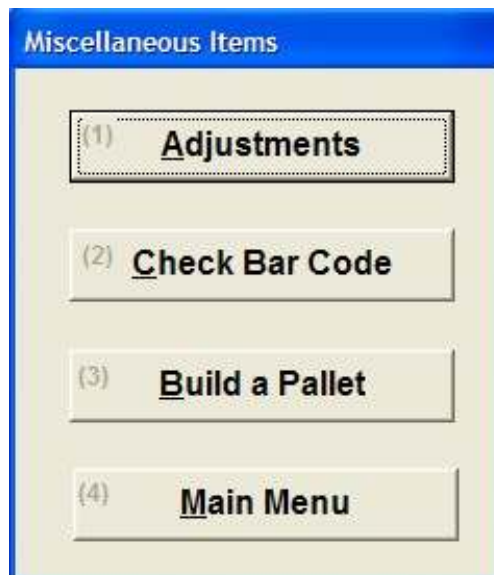 Miscellaneous Items
(1) Adjustments
(2) Check Bar Code
(3) Build a Pallet
(4) Main Menu